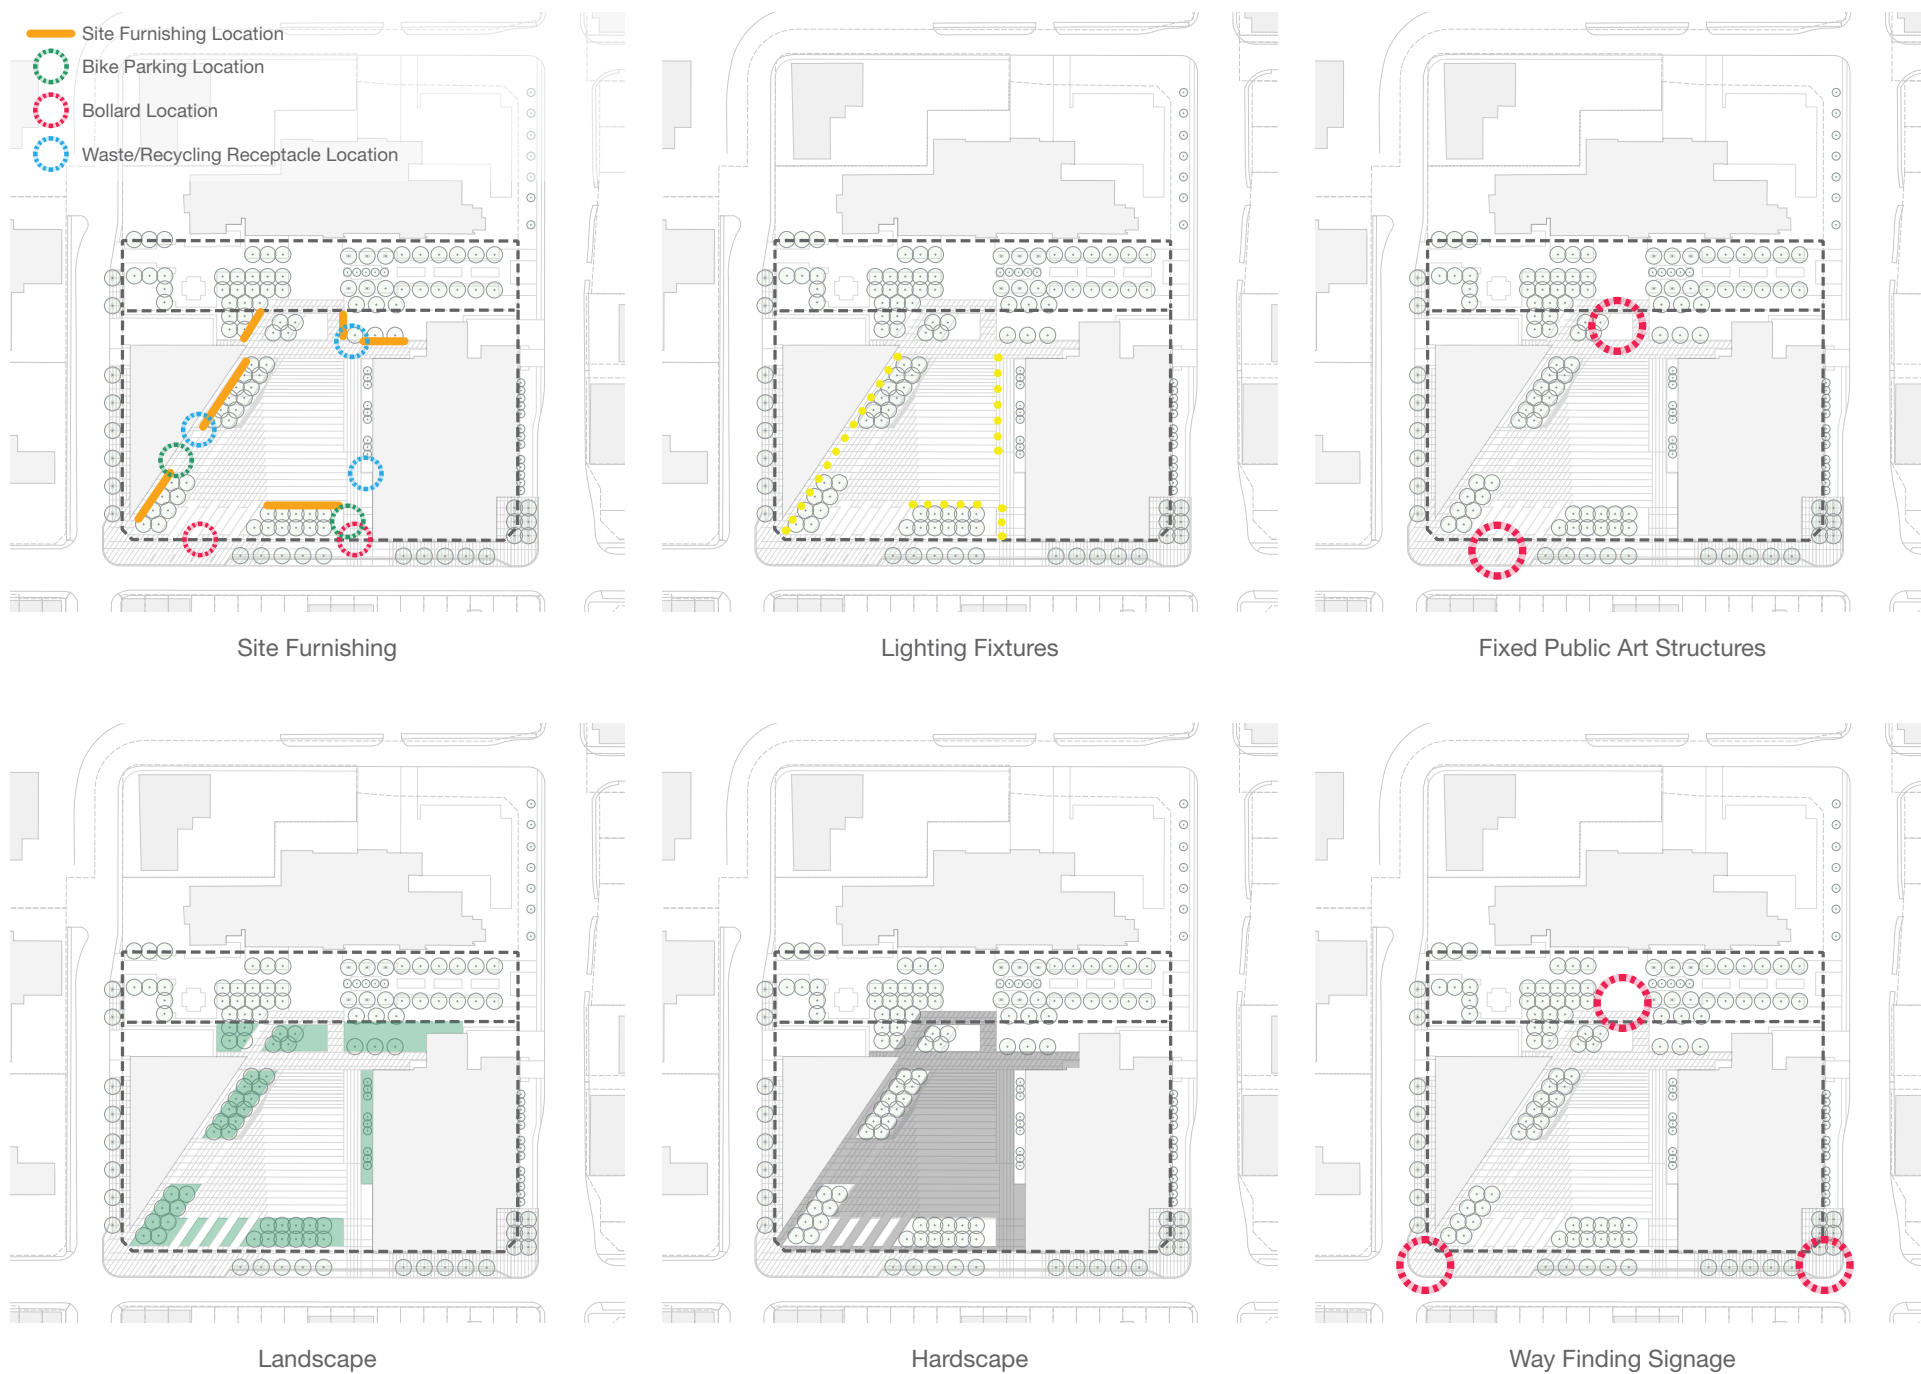 Site Furnishing Location
Bike Parking Location
Bollard Location
Waste/Recycling Receptacle Location
Site Furnishing
Lighting Fixtures
Fixed Public Art Structures
Landscape
Hardscape
Way Finding Signage